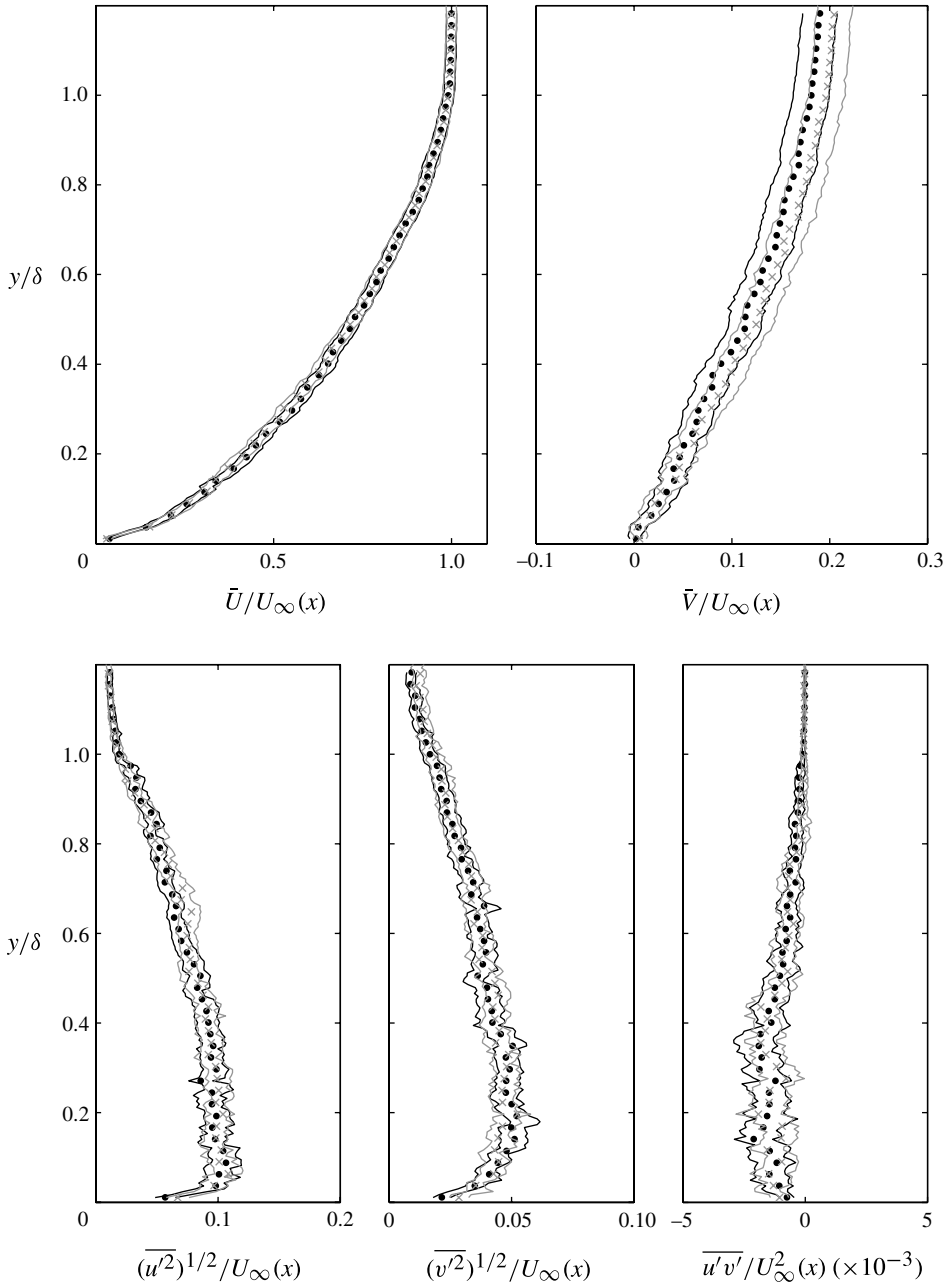 1.0
0.8
y/δ 0.6
0.4
0.2
0 0.5 1.0 −0.1 0 0.1 0.2 0.3
Ū/U∞(x) V̄/U∞(x)
1.0
0.8
y/δ 0.6
0.4
0.2
0 0.1 0.2 0 0.05 0.10 −5 0 5
(u′²)¹/²/U∞(x) (v′²)¹/²/U∞(x) u′v′/U²∞(x) (×10⁻³)